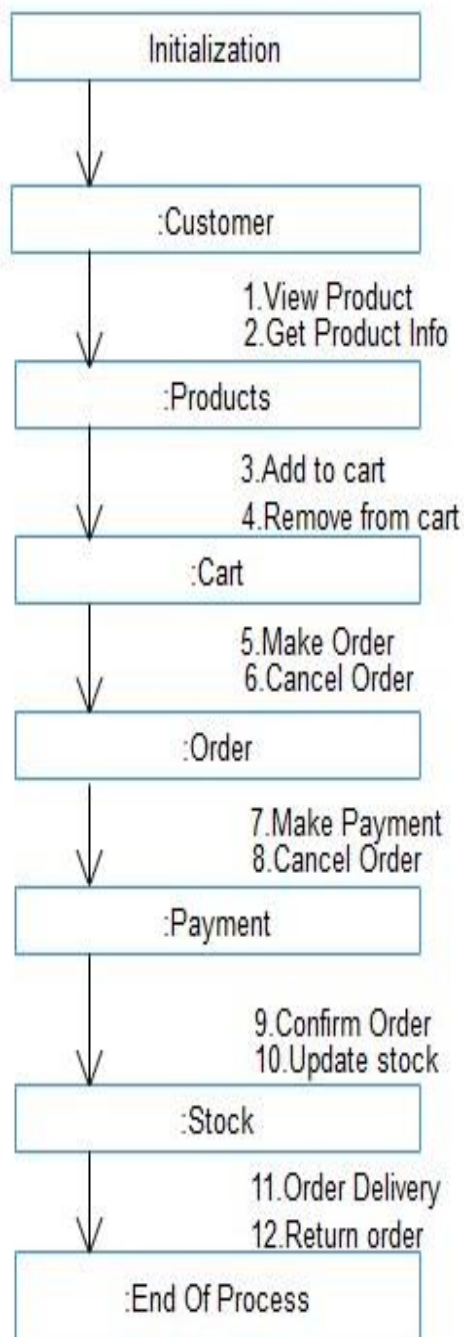 Initialization
:Customer
1.View Product
2.Get Product Info
:Products
3.Add to cart
4.Remove from cart
:Cart
5.Make Order
6.Cancel Order
:Order
7.Make Payment
8.Cancel Order
:Payment
9.Confirm Order
10.Update stock
:Stock
11.Order Delivery
12.Return order
:End Of Process